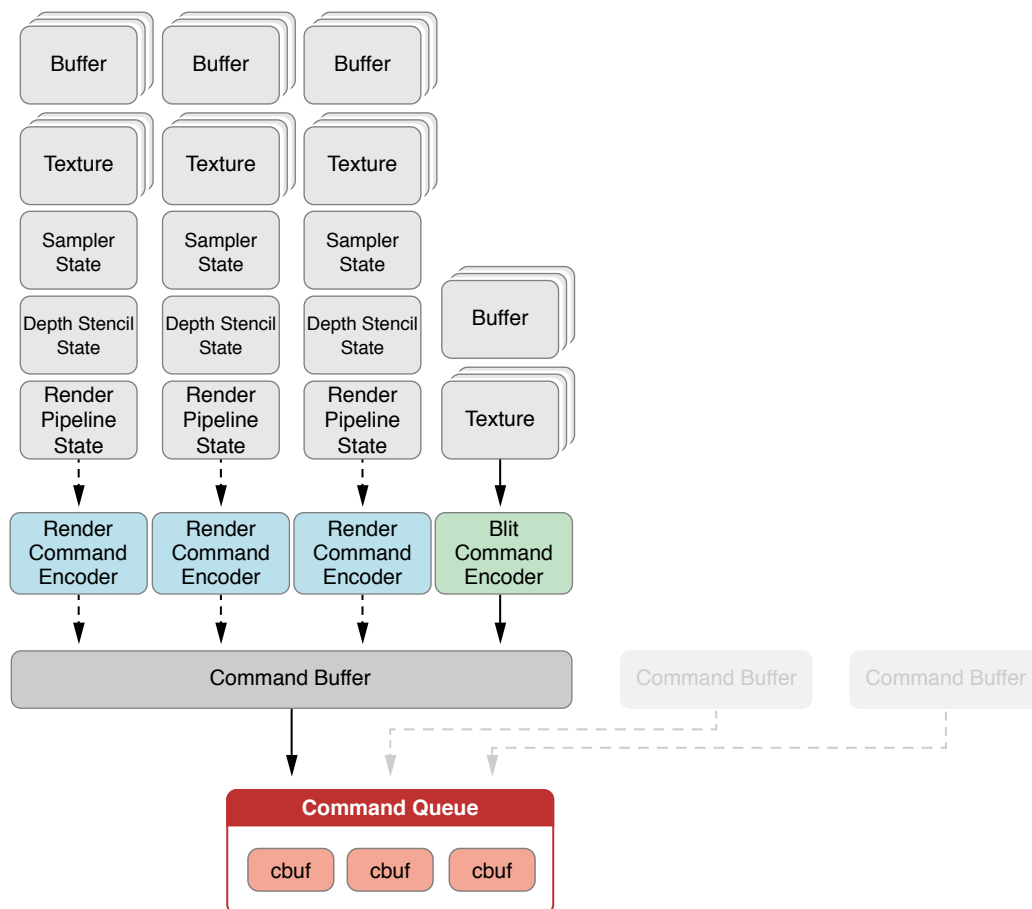 Buffer
Buffer
Buffer
Texture
Texture
Texture
Sampler
State
Sampler
State
Sampler
State
Depth Stencil
State
Depth Stencil
State
Depth Stencil
State
Buffer
Render
Pipeline
State
Render
Pipeline
State
Render
Pipeline
State
Texture
Render
Command
Encoder
Render
Command
Encoder
Render
Command
Encoder
Blit
Command
Encoder
Command Buffer
Command Buffer
Command Buffer
Command Queue
cbuf
cbuf
cbuf